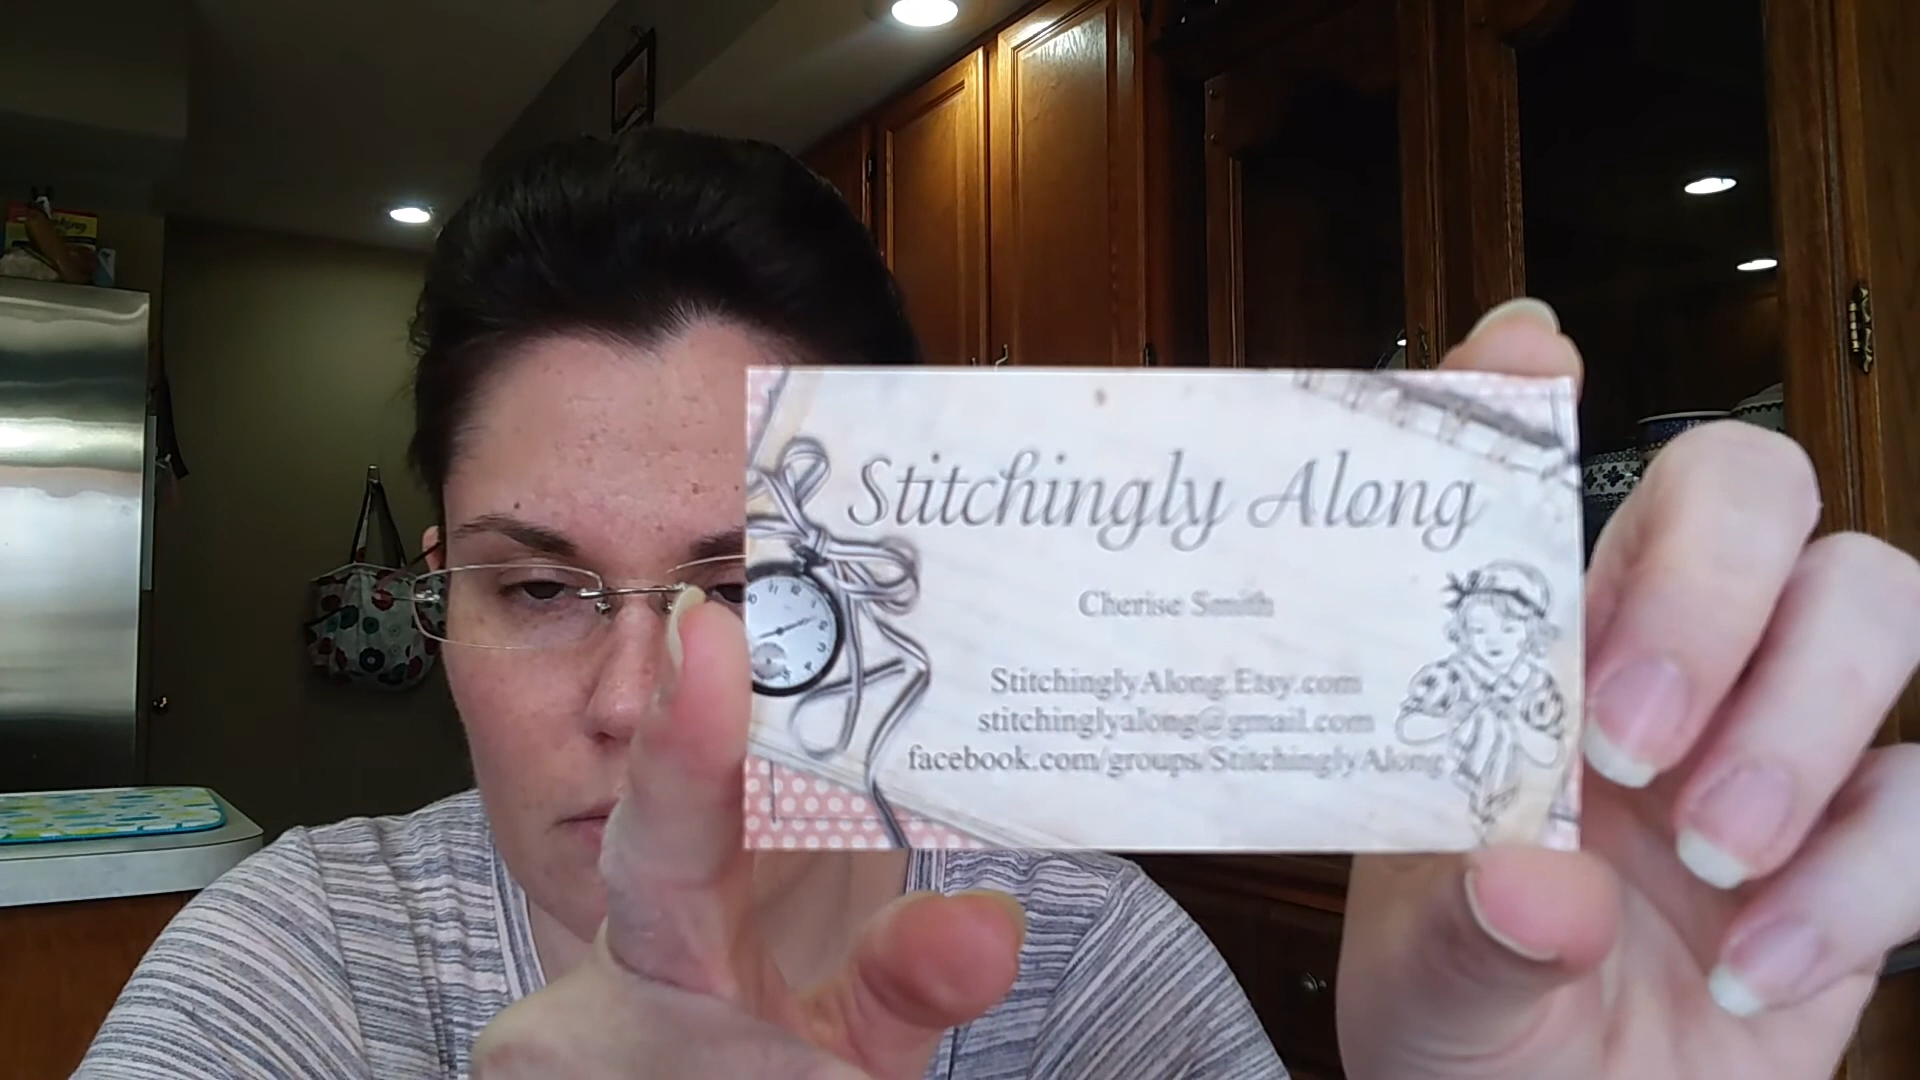 Stitchingly Along
Cherise Smith
StitchinglyAlong.Etsy.com
stitchinglyalong@gmail.com
facebook.com/groups/StitchinglyAlong